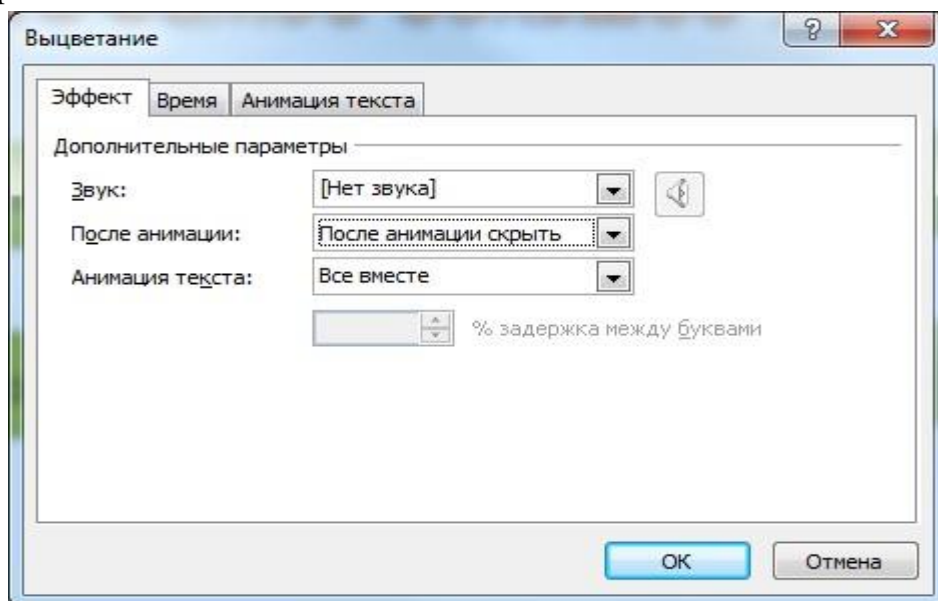 Выцветание
Эффект Время Анимация текста
Дополнительные параметры
Звук: [Нет звука]
После анимации: После анимации скрыть
Анимация текста: Все вместе
% задержка между буквами
ОК Отмена